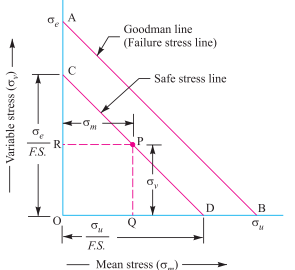 σe
A
Goodman line
(Failure stress line)
C
Safe stress line
Variable stress (σv)
σm
σe
F.S.
R
P
σv
O
Q
D
B
σu
σu
F.S.
Mean stress (σm)